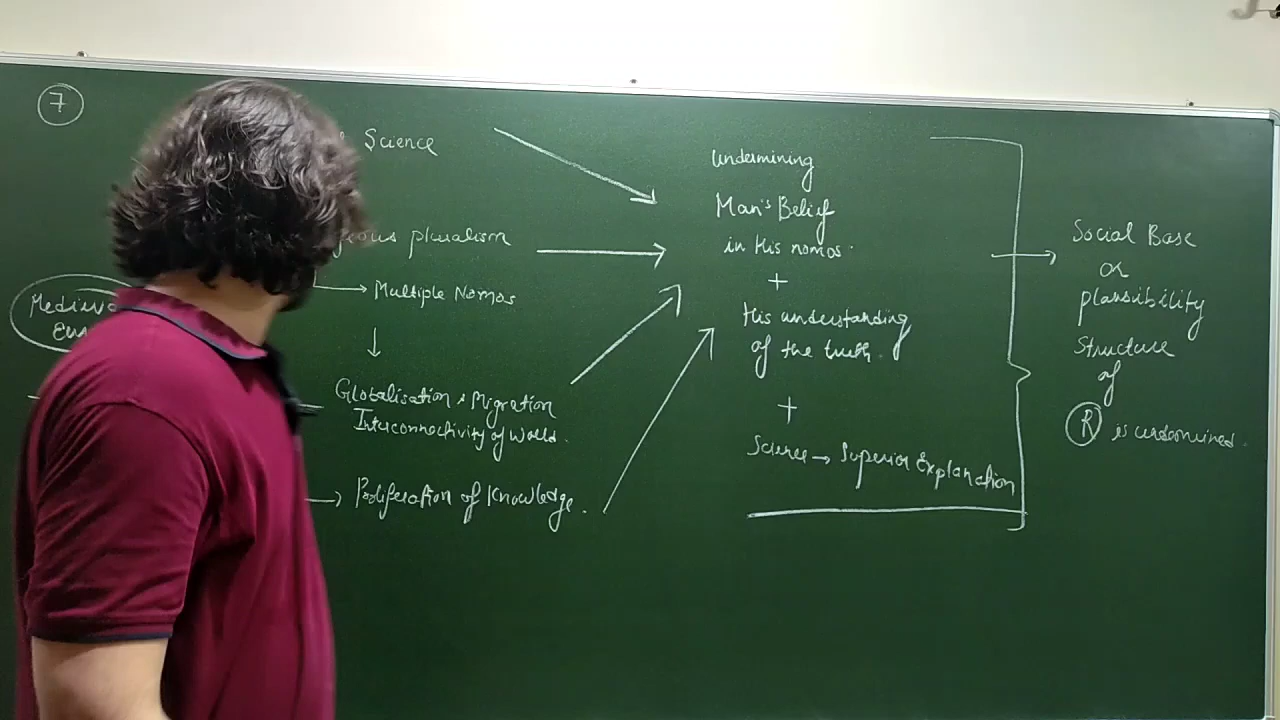 7
Science
pluralism
Multiple Nomos
Medieva
Globalisation & Migration
Interconnectivity of World.
Proliferation of Knowledge.
undermining
Man's Belief
in His nomos.
+
His understanding
of the truth.
+
Science → Superior Explanation
Social Base
or
plausibility
Structure
of
R is undermined.